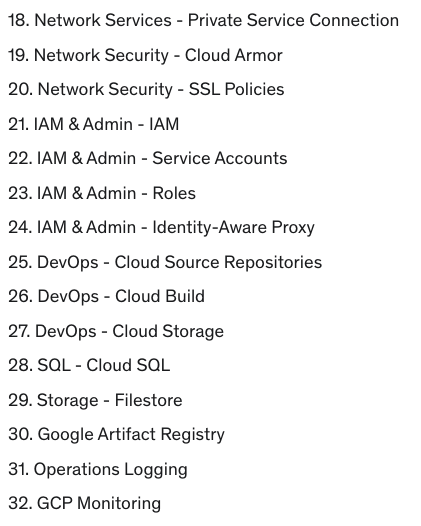 18. Network Services - Private Service Connection
19. Network Security - Cloud Armor
20. Network Security - SSL Policies
21. IAM & Admin - IAM
22. IAM & Admin - Service Accounts
23. IAM & Admin - Roles
24. IAM & Admin - Identity-Aware Proxy
25. DevOps - Cloud Source Repositories
26. DevOps - Cloud Build
27. DevOps - Cloud Storage
28. SQL - Cloud SQL
29. Storage - Filestore
30. Google Artifact Registry
31. Operations Logging
32. GCP Monitoring